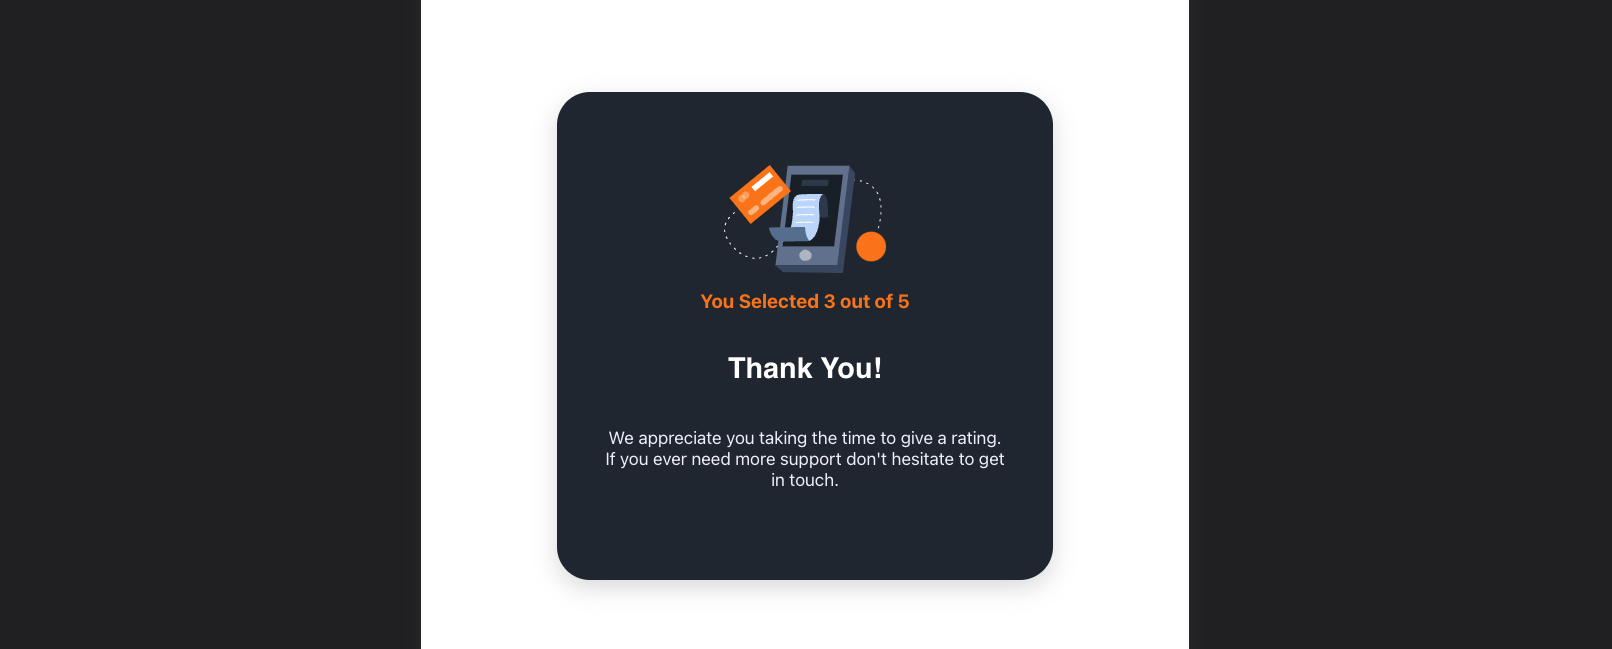 You Selected 3 out of 5
Thank You!
We appreciate you taking the time to give a rating.
If you ever need more support don't hesitate to get
in touch.